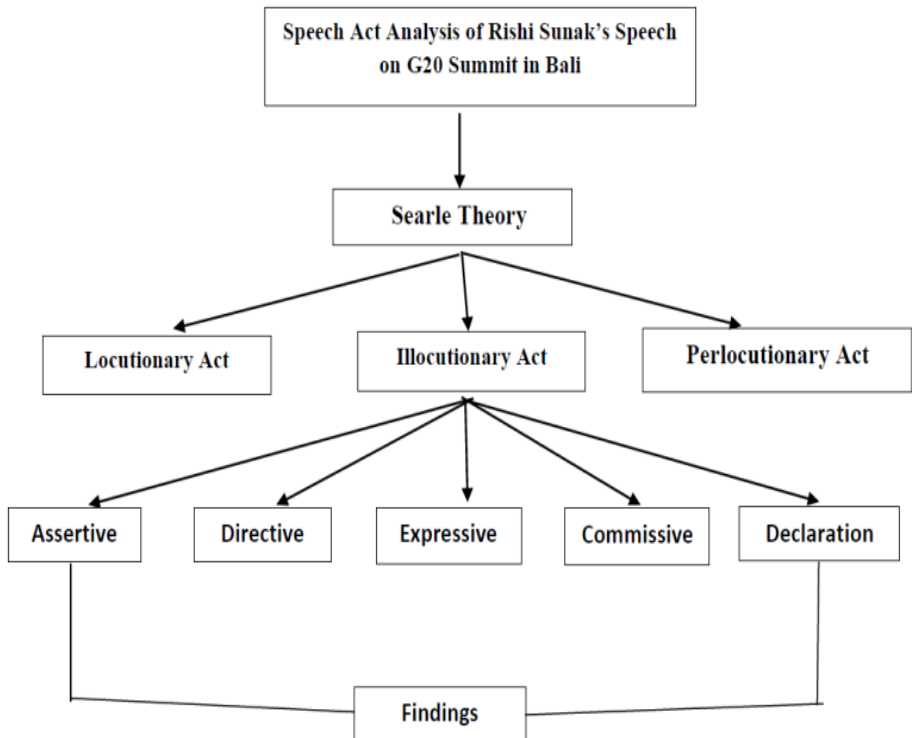 Speech Act Analysis of Rishi Sunak's Speech
on G20 Summit in Bali
Searle Theory
Locutionary Act
Illocutionary Act
Perlocutionary Act
Assertive
Directive
Expressive
Commissive
Declaration
Findings